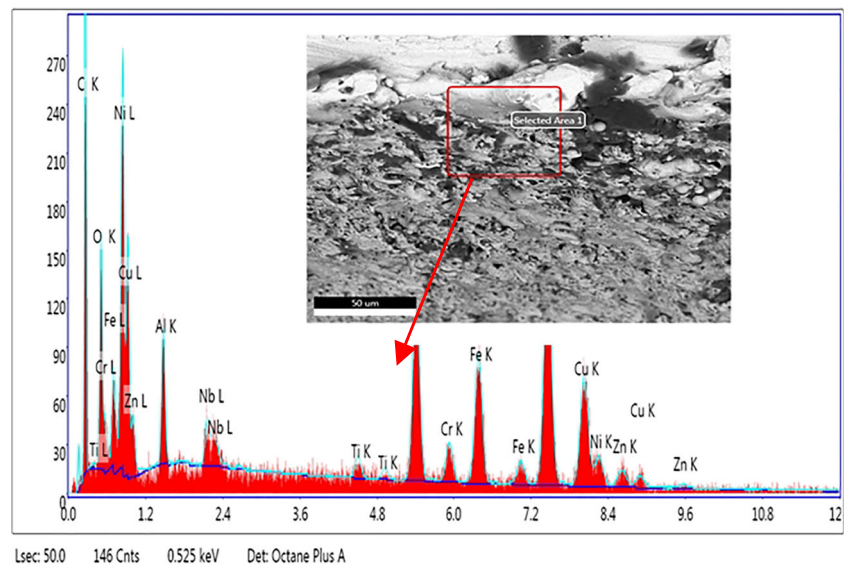 270
C K
240
Ni L
210
O K
180
Cu L
150
Fe L
120
Al K
90
Cr L
Zn L
60
Nb L
Nb L
30
Ti L
0
Ti K
Ti K
Cr K
Fe K
Fe K
Cu K
Ni K
Zn K
Cu K
Zn K
0.0 1.2 2.4 3.6 4.8 6.0 7.2 8.4 9.6 10.8 12
Selected Area 1
50 um
Lsec: 50.0 146 Cnts 0.525 keV Det: Octane Plus A